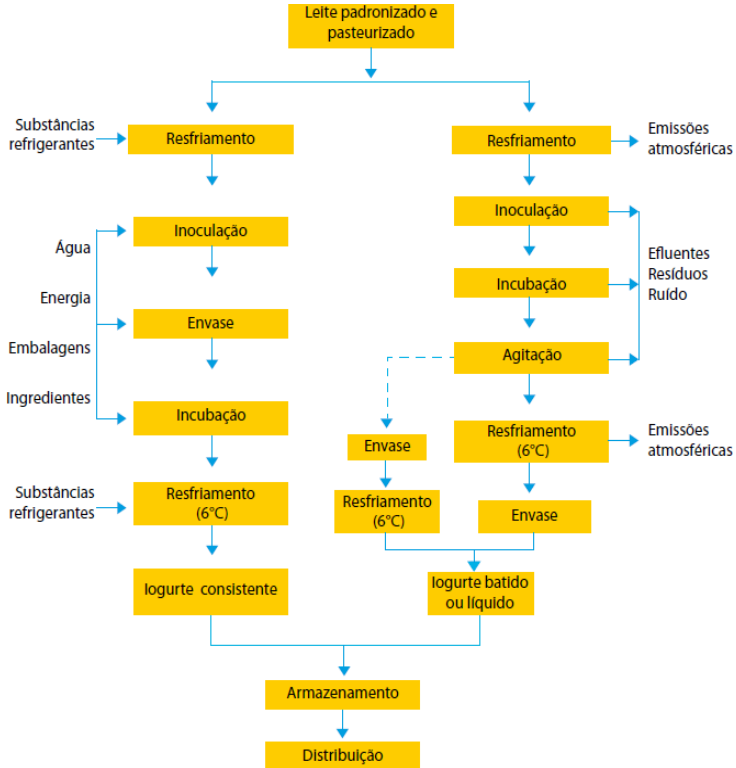 Leite padronizado e
pasteurizado
Substâncias
refrigerantes
Resfriamento
Resfriamento
Emissões
atmosféricas
Inoculação
Inoculação
Água
Energia
Embalagens
Ingredientes
Efluentes
Resíduos
Ruído
Incubação
Envase
Agitação
Incubação
Envase
Resfriamento
(6°C)
Emissões
atmosféricas
Substâncias
refrigerantes
Resfriamento
(6°C)
Resfriamento
(6°C)
Envase
Iogurte consistente
Iogurte batido
ou líquido
Armazenamento
Distribuição